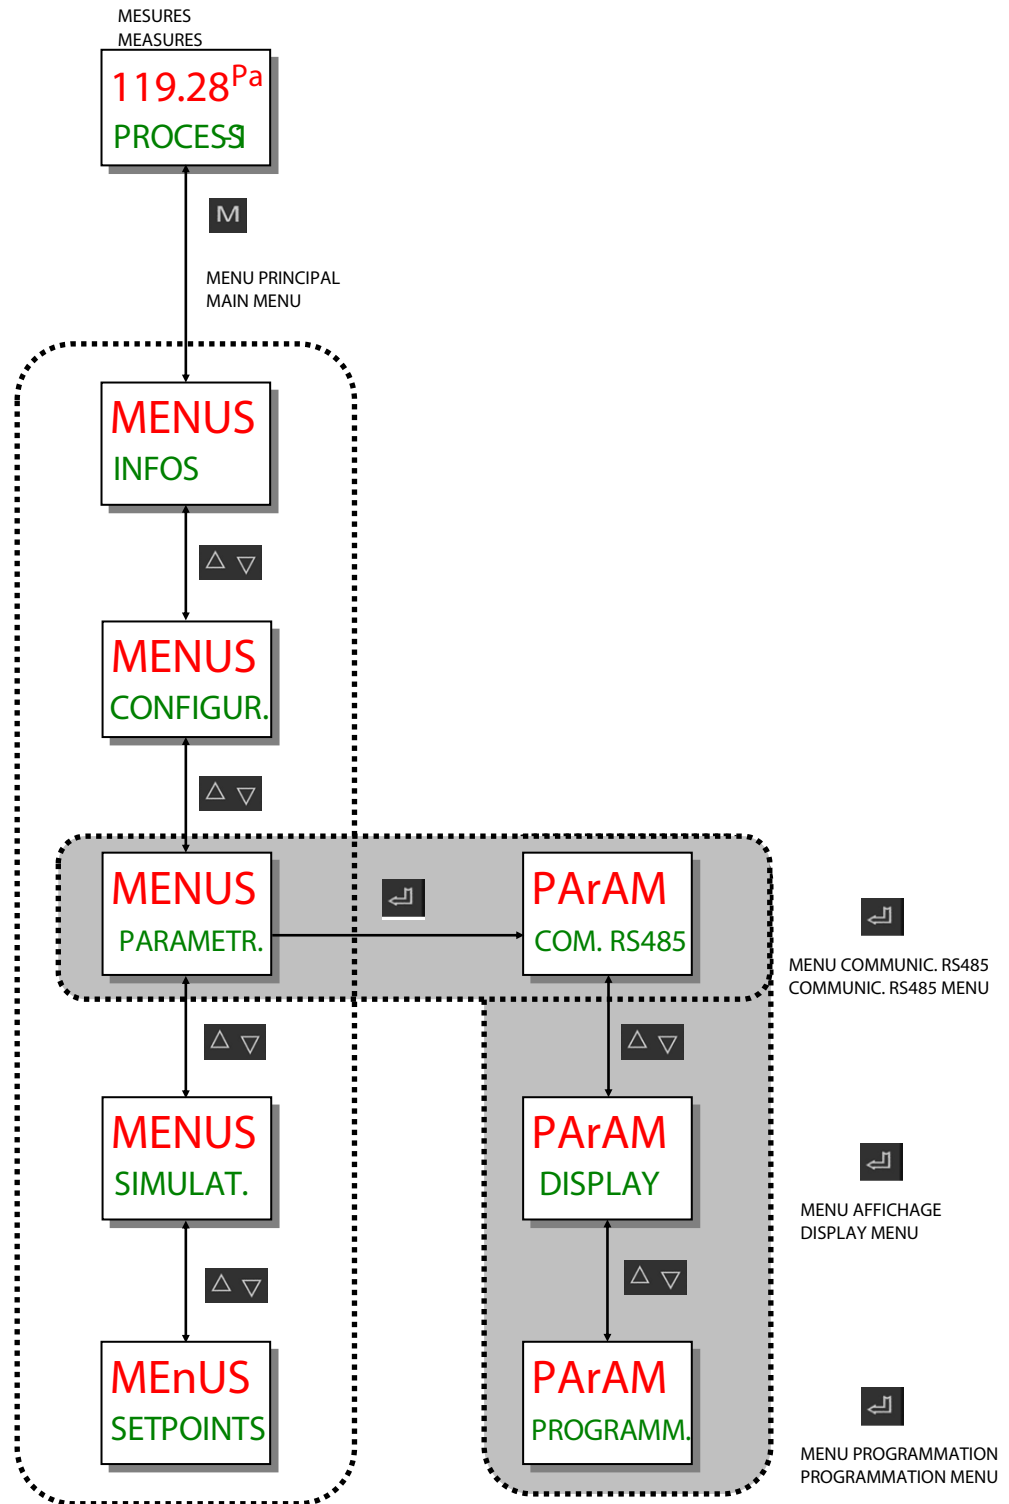 MESURES
MEASURES
119.28Pa
PROCESS-1
M
MENU PRINCIPAL
MAIN MENU
MENUS
INFOS
MENUS
CONFIGUR.
MENUS
PARAMETR.
PArAM
COM. RS485
MENU COMMUNIC. RS485
COMMUNIC. RS485 MENU
MENUS
SIMULAT.
PArAM
DISPLAY
MENU AFFICHAGE
DISPLAY MENU
MEnUS
SETPOINTS
PArAM
PROGRAMM.
MENU PROGRAMMATION
PROGRAMMATION MENU